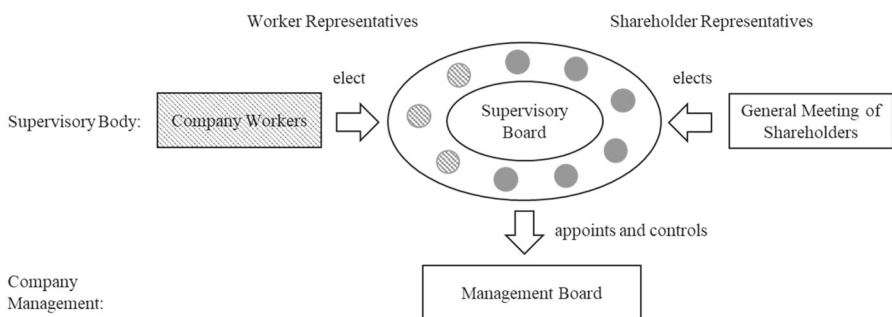 Worker Representatives
Shareholder Representatives
elect
elects
Supervisory Body:
Company Workers
Supervisory
Board
General Meeting of
Shareholders
appoints and controls
Company
Management:
Management Board